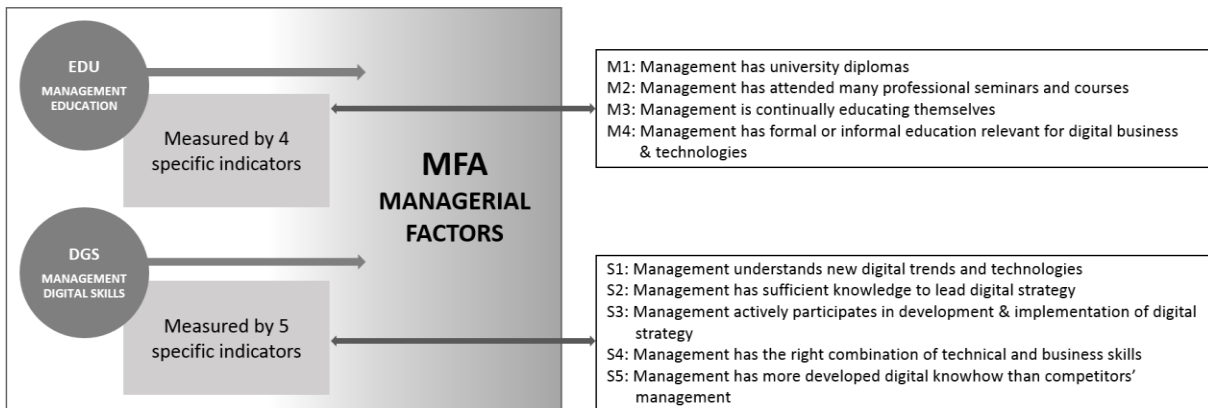 EDU
MANAGEMENT
EDUCATION
Measured by 4
specific indicators
DGS
MANAGEMENT
DIGITAL SKILLS
Measured by 5
specific indicators
MFA
MANAGERIAL
FACTORS
M1: Management has university diplomas
M2: Management has attended many professional seminars and courses
M3: Management is continually educating themselves
M4: Management has formal or informal education relevant for digital business
& technologies
S1: Management understands new digital trends and technologies
S2: Management has sufficient knowledge to lead digital strategy
S3: Management actively participates in development & implementation of digital
strategy
S4: Management has the right combination of technical and business skills
S5: Management has more developed digital knowhow than competitors’
management